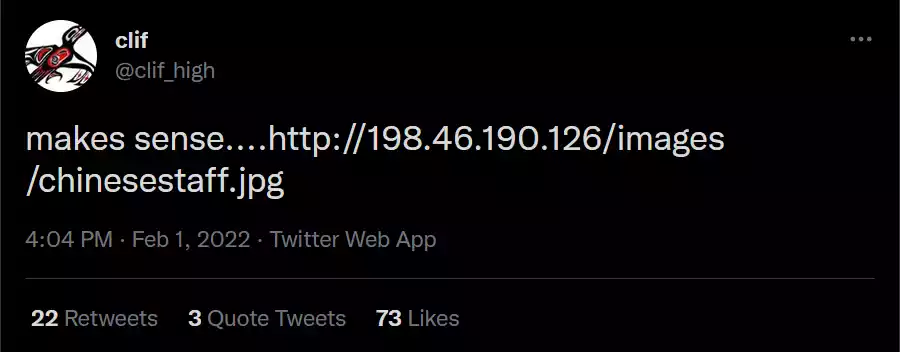 clif
@clif_high
makes sense....http://198.46.190.126/images
/chinesestaff.jpg
4:04 PM · Feb 1, 2022 · Twitter Web App
22 Retweets 3 Quote Tweets 73 Likes